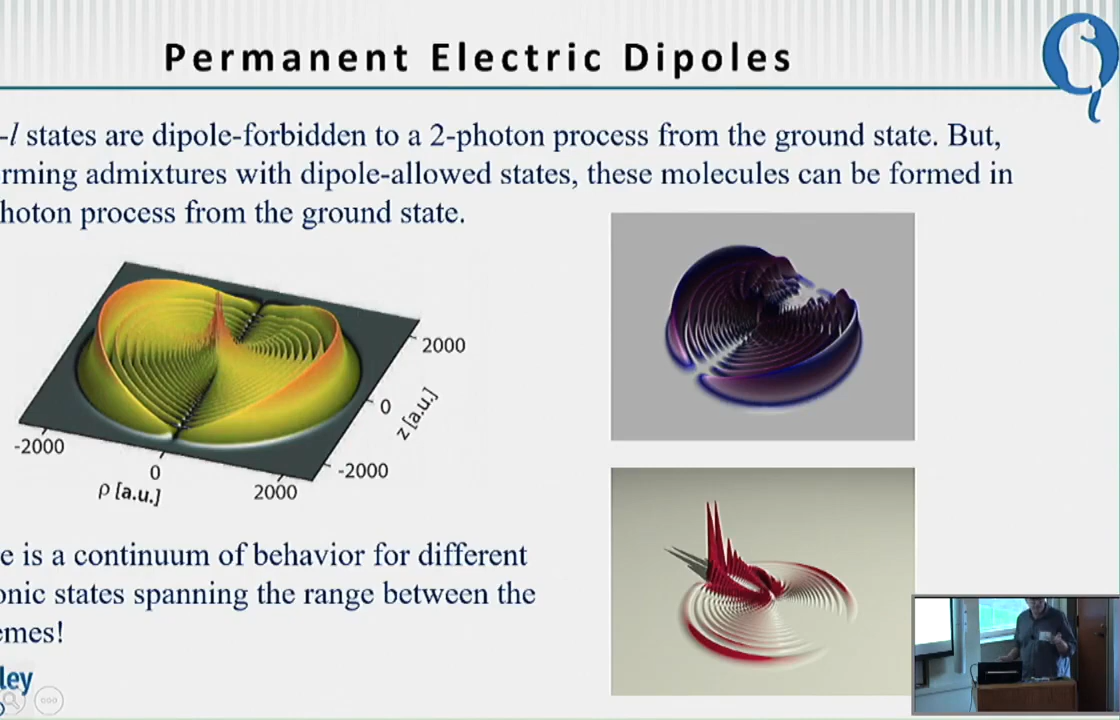 Permanent Electric Dipoles
-l states are dipole-forbidden to a 2-photon process from the ground state. But,
rming admixtures with dipole-allowed states, these molecules can be formed in
hoton process from the ground state.
2000
0
z [a.u.]
-2000
-2000
0
ρ [a.u.]
2000
e is a continuum of behavior for different
onic states spanning the range between the
emes!
ley